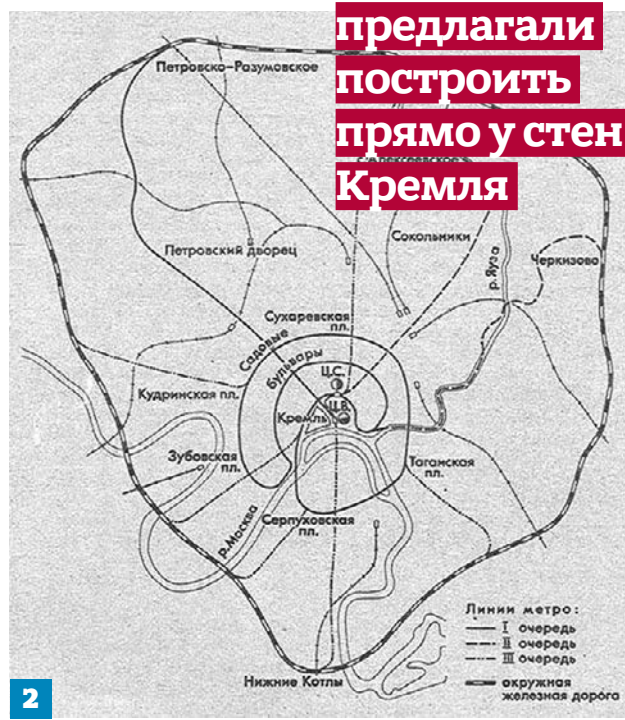 предлагали
построить
прямо у стен
Кремля
Петровско-Разумовское
с. Алексеевское
Петровский дворец
Сокольники
р. Яуза
Черкизово
Сухаревская
пл.
Садовые
бульвары
Ц.С.
Кудринская пл.
Кремль
Ц.В.
Зубовская
пл.
Таганская
пл.
Серпуховская
пл.
р. Москва
Линии метро:
I очередь
II очередь
III очередь
окружная
железная дорога
Нижние Котлы
2